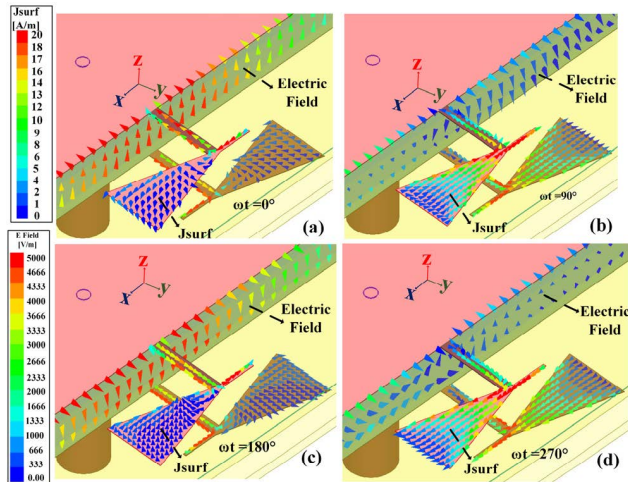 Jsurf
[A/m]
20
18
17
16
14
13
12
10
9
8
7
5
4
3
1
0
z
x
y
Electric
Field
ωt =0°
Jsurf
(a)
z
x
y
Electric
Field
ωt =90°
Jsurf
(b)
E Field
[V/m]
5000
4666
4333
4000
3666
3333
3000
2666
2333
2000
1666
1333
1000
666
333
0.00
z
x
y
Electric
Field
ωt =180°
Jsurf
(c)
z
x
y
Electric
Field
ωt =270°
Jsurf
(d)